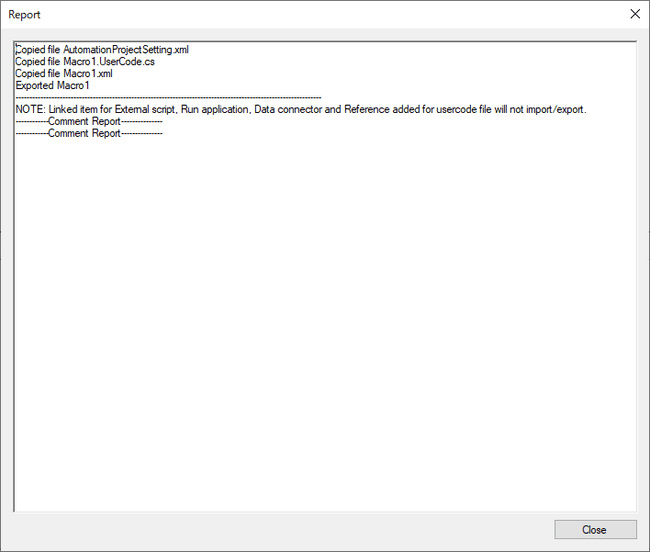 Report
Copied file AutomationProjectSetting.xml
Copied file Macro1.UserCode.cs
Copied file Macro1.xml
Exported Macro1
---------------------------------------------------------------------------------------------------------------
NOTE: Linked item for External script, Run application, Data connector and Reference added for usercode file will not import/export.
------------Comment Report---------------
------------Comment Report---------------
Close